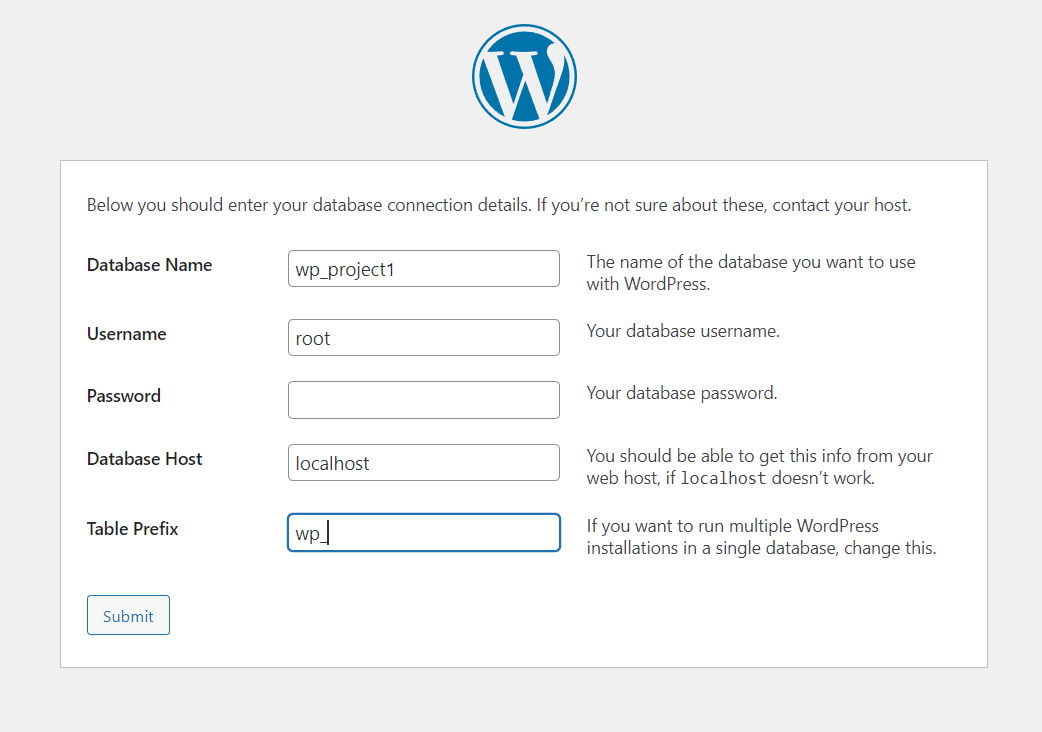 Below you should enter your database connection details. If you’re not sure about these, contact your host.
Database Name
wp_project1
The name of the database you want to use
with WordPress.
Username
root
Your database username.
Password
Your database password.
Database Host
localhost
You should be able to get this info from your
web host, if localhost doesn’t work.
Table Prefix
wp_
If you want to run multiple WordPress
installations in a single database, change this.
Submit